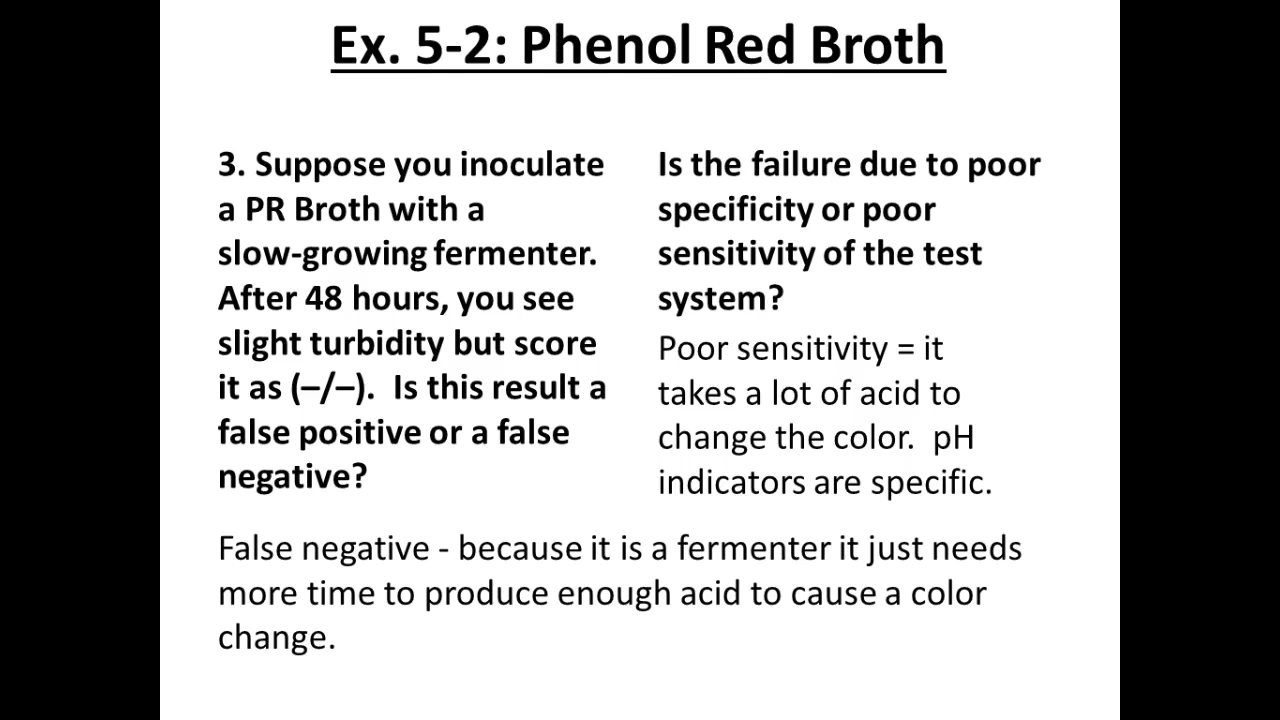 Ex. 5-2: Phenol Red Broth
3. Suppose you inoculate
a PR Broth with a
slow-growing fermenter.
After 48 hours, you see
slight turbidity but score
it as (–/–).  Is this result a
false positive or a false
negative?
Is the failure due to poor
specificity or poor
sensitivity of the test
system?
Poor sensitivity = it
takes a lot of acid to
change the color.  pH
indicators are specific.
False negative - because it is a fermenter it just needs
more time to produce enough acid to cause a color
change.